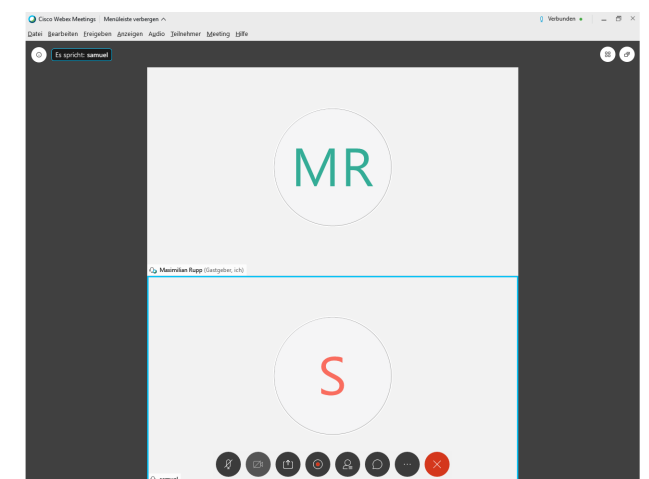 Cisco Webex Meetings Menüleiste verbergen Verbunden
Datei Bearbeiten Freigeben Anzeigen Audio Teilnehmer Meeting Hilfe
Es spricht: samuel
MR
Maximilian Rupp (Gastgeber, ich)
S
samuel